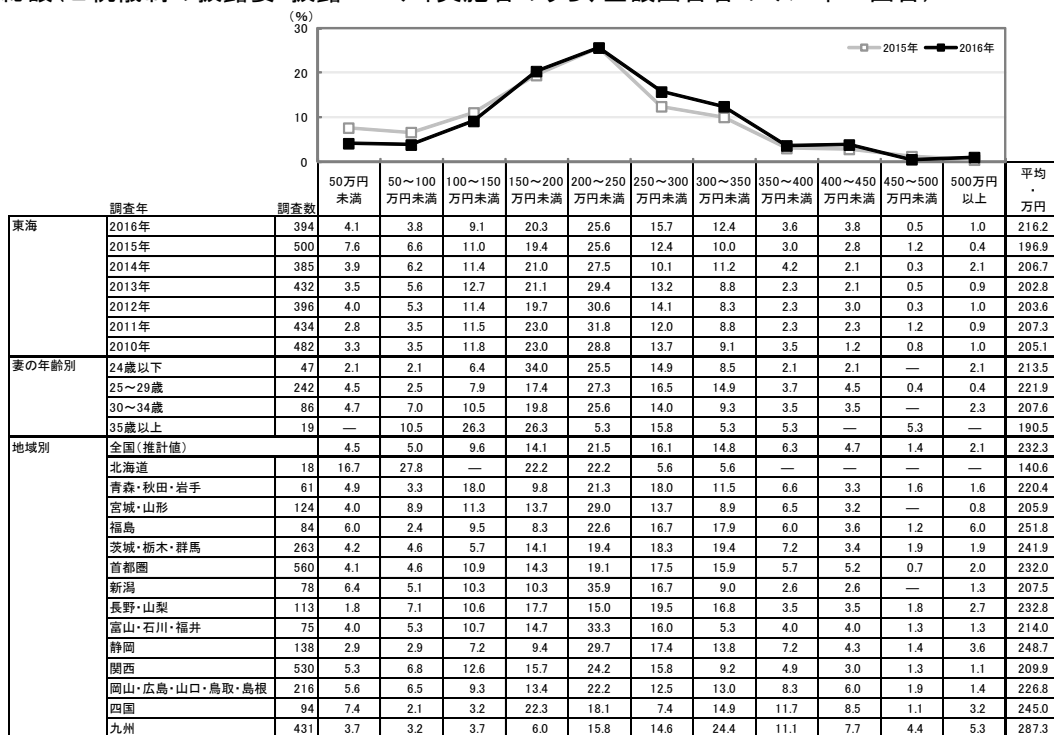 (%)
30
20
10
0
2015年 2016年
調査年 調査数 50万円未満 50～100万円未満 100～150万円未満 150～200万円未満 200～250万円未満 250～300万円未満 300～350万円未満 350～400万円未満 400～450万円未満 450～500万円未満 500万円以上 平均・万円
東海 2016年 394 4.1 3.8 9.1 20.3 25.6 15.7 12.4 3.6 3.8 0.5 1.0 216.2
2015年 500 7.6 6.6 11.0 19.4 25.6 12.4 10.0 3.0 2.8 1.2 0.4 196.9
2014年 385 3.9 6.2 11.4 21.0 27.5 10.1 11.2 4.2 2.1 0.3 2.1 206.7
2013年 432 3.5 5.6 12.7 21.1 29.4 13.2 8.8 2.3 2.1 0.5 0.9 202.8
2012年 396 4.0 5.3 11.4 19.7 30.6 14.1 8.3 2.3 3.0 0.3 1.0 203.6
2011年 434 2.8 3.5 11.5 23.0 31.8 12.0 8.8 2.3 2.3 1.2 0.9 207.3
2010年 482 3.3 3.5 11.8 23.0 28.8 13.7 9.1 3.5 1.2 0.8 1.0 205.1
妻の年齢別 24歳以下 47 2.1 2.1 6.4 34.0 25.5 14.9 8.5 2.1 2.1 — 2.1 213.5
25～29歳 242 4.5 2.5 7.9 17.4 27.3 16.5 14.9 3.7 4.5 0.4 0.4 221.9
30～34歳 86 4.7 7.0 10.5 19.8 25.6 14.0 9.3 3.5 3.5 — 2.3 207.6
35歳以上 19 — 10.5 26.3 26.3 5.3 15.8 5.3 5.3 — 5.3 — 190.5
地域別 全国(推計値) 4.5 5.0 9.6 14.1 21.5 16.1 14.8 6.3 4.7 1.4 2.1 232.3
北海道 18 16.7 27.8 — 22.2 22.2 5.6 5.6 — — — — 140.6
青森・秋田・岩手 61 4.9 3.3 18.0 9.8 21.3 18.0 11.5 6.6 3.3 1.6 1.6 220.4
宮城・山形 124 4.0 8.9 11.3 13.7 29.0 13.7 8.9 6.5 3.2 — 0.8 205.9
福島 84 6.0 2.4 9.5 8.3 22.6 16.7 17.9 6.0 3.6 1.2 6.0 251.8
茨城・栃木・群馬 263 4.2 4.6 5.7 14.1 19.4 18.3 19.4 7.2 3.4 1.9 1.9 241.9
首都圏 560 4.1 4.6 10.9 14.3 19.1 17.5 15.9 5.7 5.2 0.7 2.0 232.0
新潟 78 6.4 5.1 10.3 10.3 35.9 16.7 9.0 2.6 2.6 — 1.3 207.5
長野・山梨 113 1.8 7.1 10.6 17.7 15.0 19.5 16.8 3.5 3.5 1.8 2.7 232.8
富山・石川・福井 75 4.0 5.3 10.7 14.7 33.3 16.0 5.3 4.0 4.0 1.3 1.3 214.0
静岡 138 2.9 2.9 7.2 9.4 29.7 17.4 13.8 7.2 4.3 1.4 3.6 248.7
関西 530 5.3 6.8 12.6 15.7 24.2 15.8 9.2 4.9 3.0 1.3 1.1 209.9
岡山・広島・山口・鳥取・島根 216 5.6 6.5 9.3 13.4 22.2 12.5 13.0 8.3 6.0 1.9 1.4 226.8
四国 94 7.4 2.1 3.2 22.3 18.1 7.4 14.9 11.7 8.5 1.1 3.2 245.0
九州 431 3.7 3.2 3.7 6.0 15.8 14.6 24.4 11.1 7.7 4.4 5.3 287.3